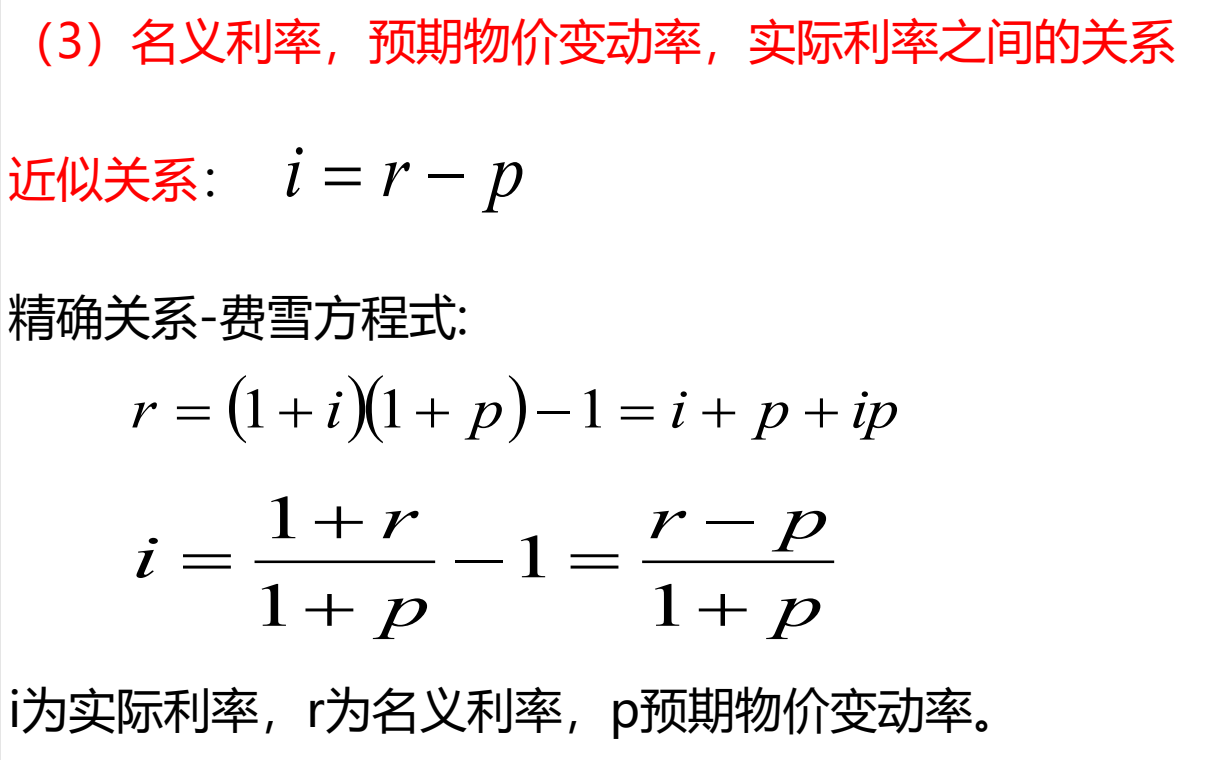 （3）名义利率，预期物价变动率，实际利率之间的关系
近似关系： i = r − p
精确关系-费雪方程式:
r = (1 + i)(1 + p) − 1 = i + p + ip
i = \frac{1 + r}{1 + p} − 1 = \frac{r − p}{1 + p}
i为实际利率，r为名义利率，p预期物价变动率。